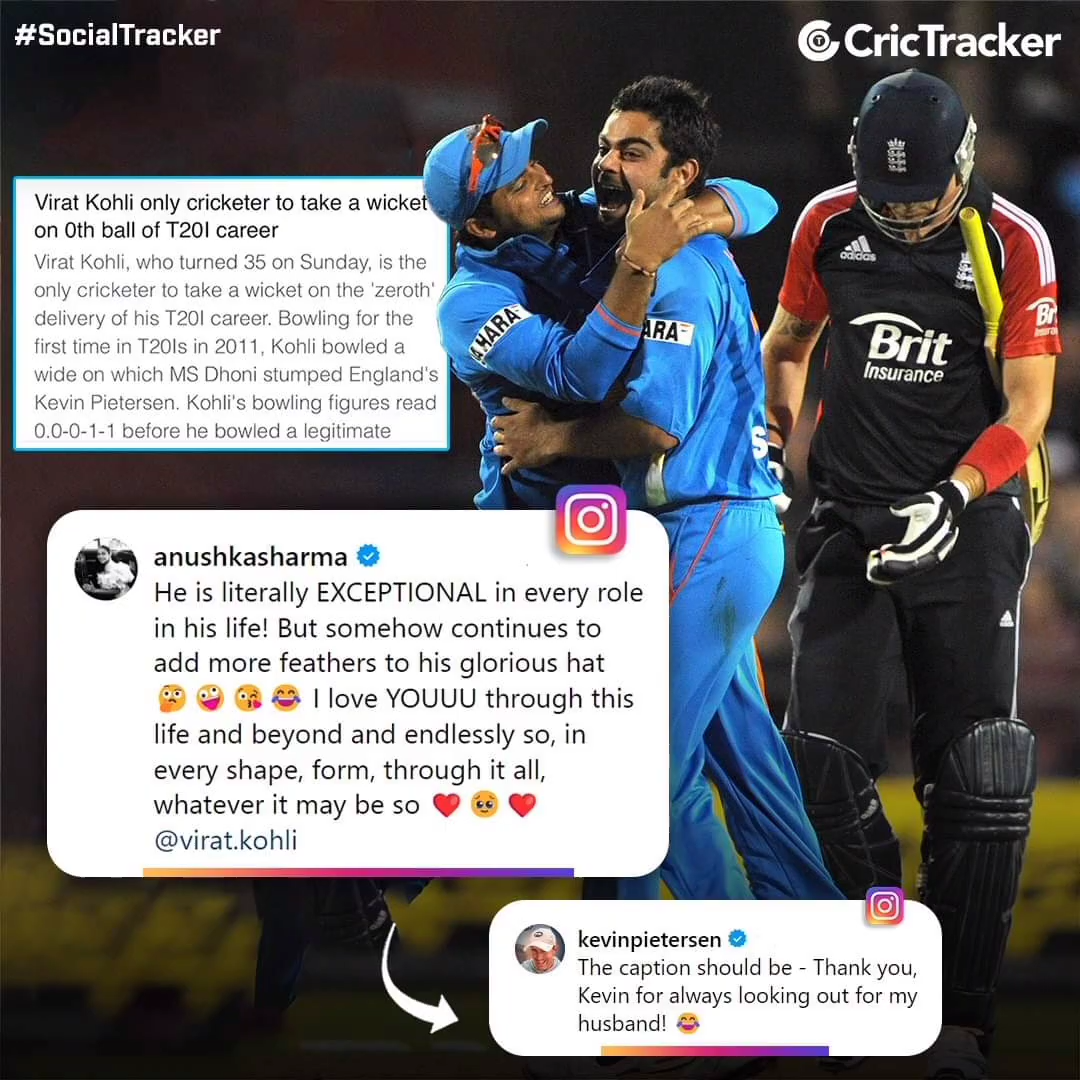 #SocialTracker
CricTracker
Virat Kohli only cricketer to take a wicket
on 0th ball of T20I career
Virat Kohli, who turned 35 on Sunday, is the
only cricketer to take a wicket on the 'zeroth'
delivery of his T20I career. Bowling for the
first time in T20Is in 2011, Kohli bowled a
wide on which MS Dhoni stumped England's
Kevin Pietersen. Kohli's bowling figures read
0.0-0-1-1 before he bowled a legitimate
AHARA
ARA
S
adidas
Brit
Insurance
Br
anushkasharma
He is literally EXCEPTIONAL in every role
in his life! But somehow continues to
add more feathers to his glorious hat
🤔 🤪 😘 😂 I love YOUUU through this
life and beyond and endlessly so, in
every shape, form, through it all,
whatever it may be so ❤️ 🥺 ❤️
@virat.kohli
kevinpietersen
The caption should be - Thank you,
Kevin for always looking out for my
husband! 😂